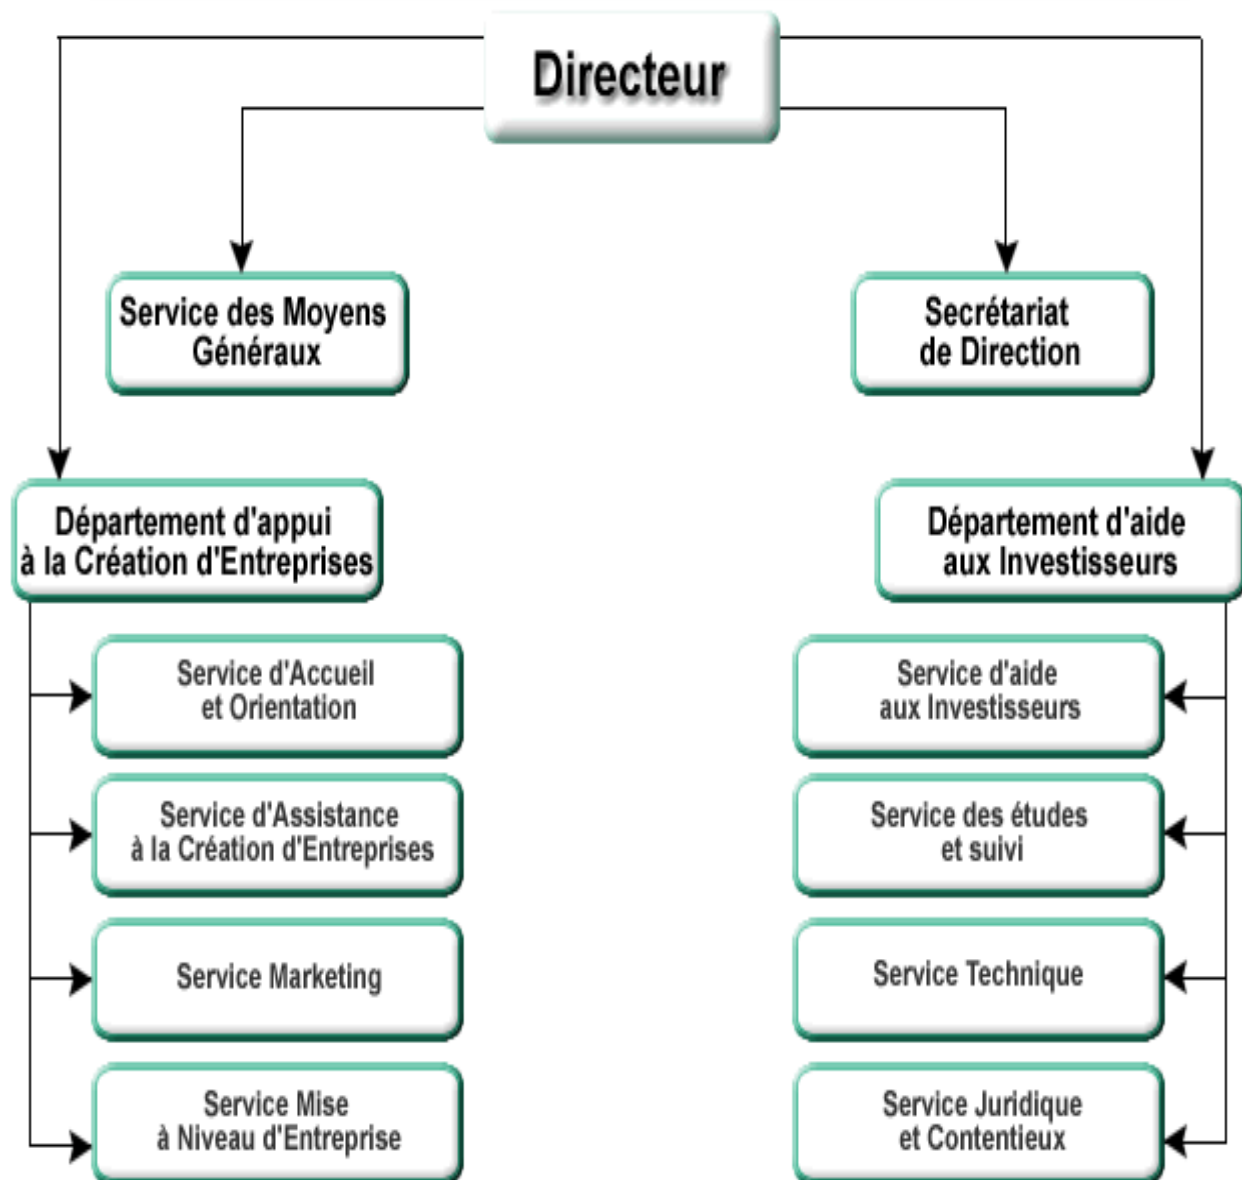 Directeur
Service des Moyens
Généraux
Secrétariat
de Direction
Département d'appui
à la Création d'Entreprises
Département d'aide
aux Investisseurs
Service d'Accueil
et Orientation
Service d'Assistance
à la Création d'Entreprises
Service Marketing
Service Mise
à Niveau d'Entreprise
Service d'aide
aux Investisseurs
Service des études
et suivi
Service Technique
Service Juridique
et Contentieux